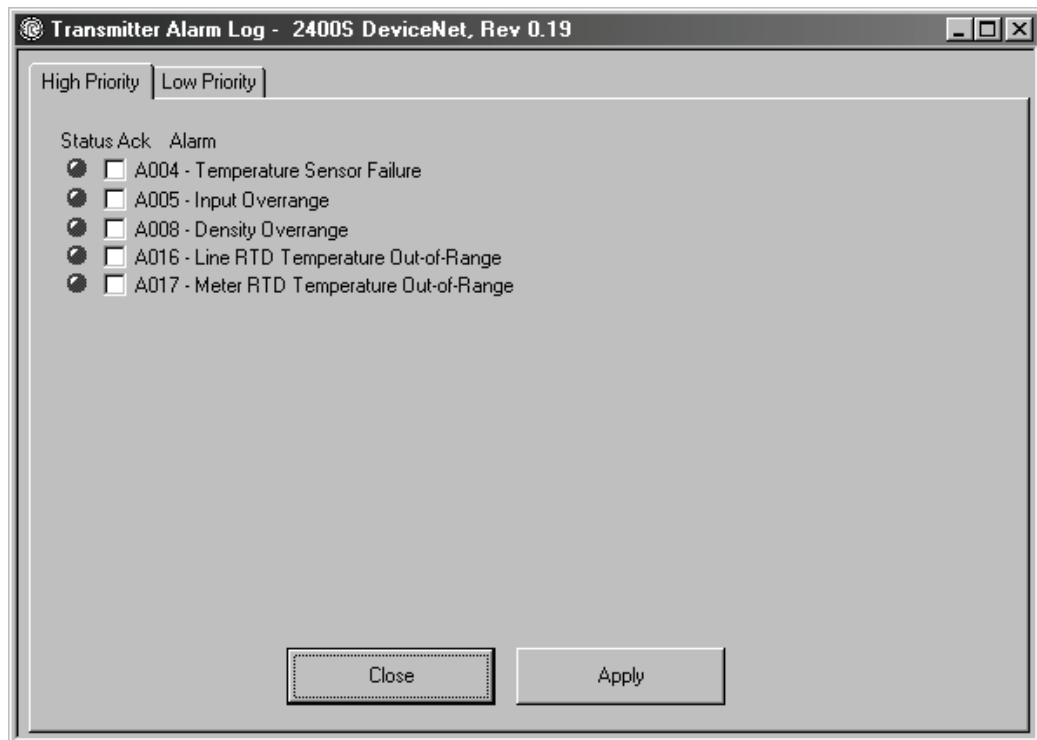 Transmitter Alarm Log - 2400S DeviceNet, Rev 0.19
High Priority Low Priority
Status Ack Alarm
A004 - Temperature Sensor Failure
A005 - Input Overrange
A008 - Density Overrange
A016 - Line RTD Temperature Out-of-Range
A017 - Meter RTD Temperature Out-of-Range
Close Apply